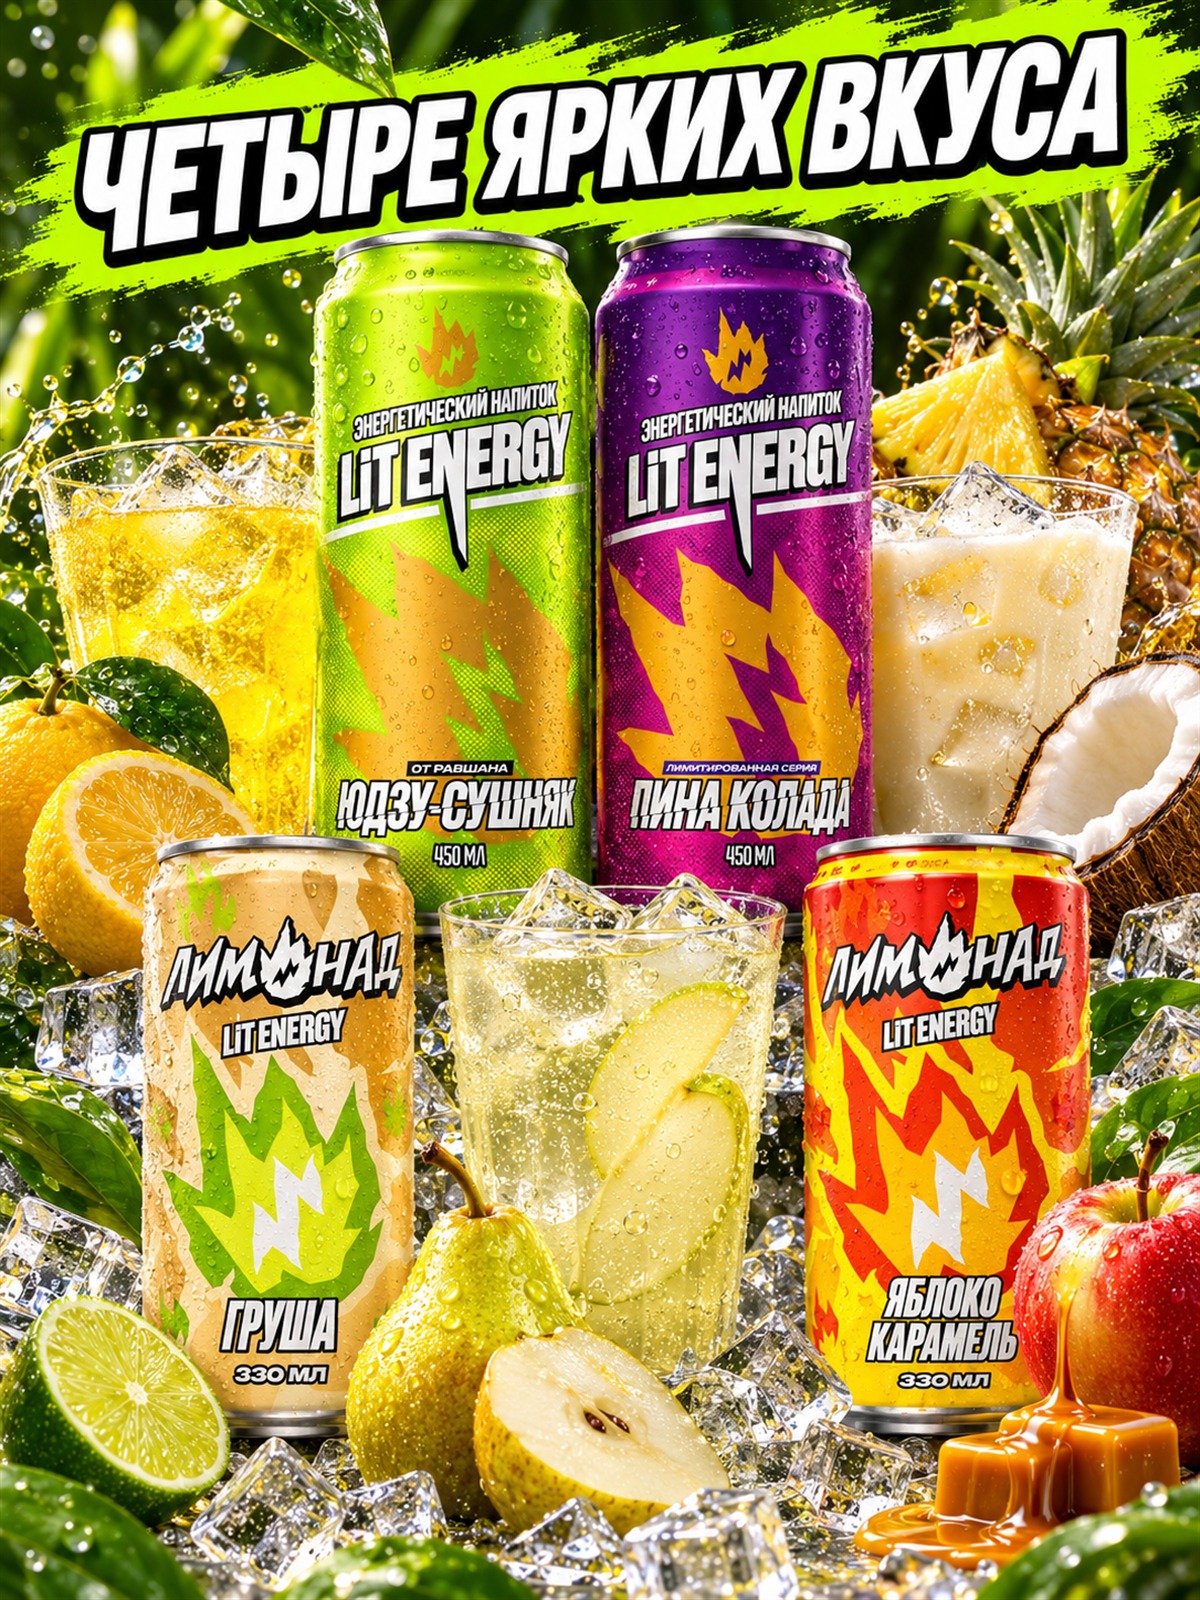 ЧЕТЫРЕ ЯРКИХ ВКУСА
ЭНЕРГЕТИЧЕСКИЙ НАПИТОК
LiT ENERGY
ОТ РАВШАНА
ЮДЗУ-СУШНЯК
450 МЛ
ЭНЕРГЕТИЧЕСКИЙ НАПИТОК
LiT ENERGY
ЛИМИТИРОВАННАЯ СЕРИЯ
ПИНА КОЛАДА
450 МЛ
ЛИМОНАД
LiT ENERGY
ГРУША
330 МЛ
ЛИМОНАД
LiT ENERGY
ЯБЛОКО
КАРАМЕЛЬ
330 МЛ